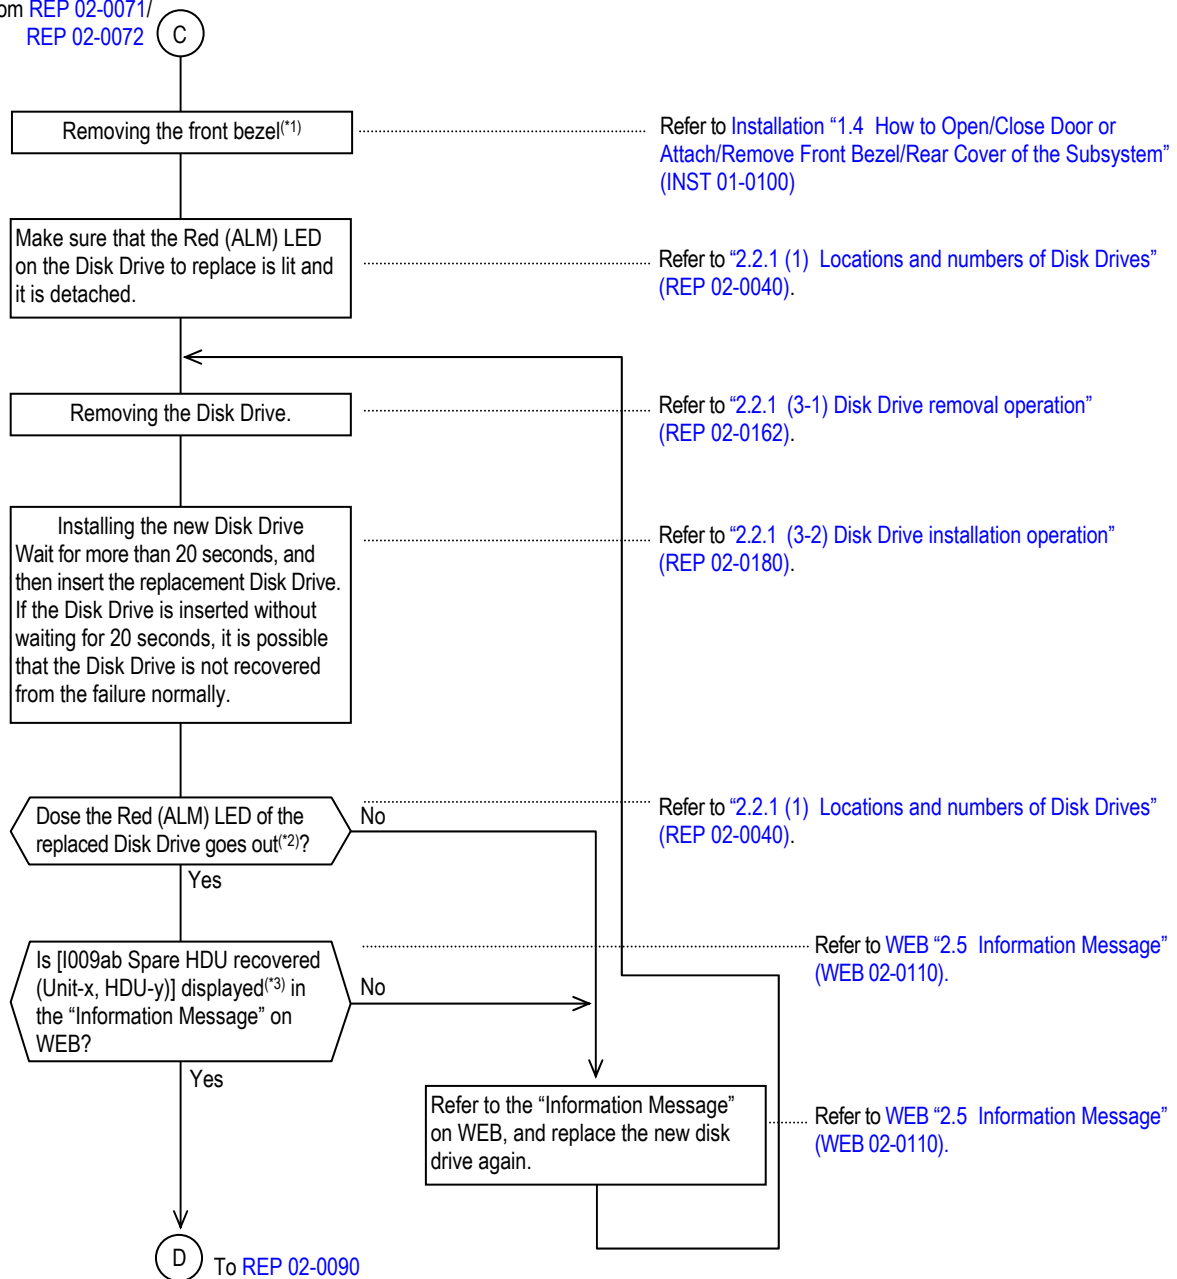 om REP 02-0071/
REP 02-0072
C
Removing the front bezel(*1)
Refer to Installation “1.4 How to Open/Close Door or
Attach/Remove Front Bezel/Rear Cover of the Subsystem”
(INST 01-0100)
Make sure that the Red (ALM) LED
on the Disk Drive to replace is lit and
it is detached.
Refer to “2.2.1 (1) Locations and numbers of Disk Drives”
(REP 02-0040).
Removing the Disk Drive.
Refer to “2.2.1 (3-1) Disk Drive removal operation”
(REP 02-0162).
Installing the new Disk Drive
Wait for more than 20 seconds, and
then insert the replacement Disk Drive.
If the Disk Drive is inserted without
waiting for 20 seconds, it is possible
that the Disk Drive is not recovered
from the failure normally.
Refer to “2.2.1 (3-2) Disk Drive installation operation”
(REP 02-0180).
Dose the Red (ALM) LED of the
replaced Disk Drive goes out(*2)?
No
Yes
Refer to “2.2.1 (1) Locations and numbers of Disk Drives”
(REP 02-0040).
Is [I009ab Spare HDU recovered
(Unit-x, HDU-y)] displayed(*3) in
the “Information Message” on
WEB?
No
Yes
Refer to WEB “2.5 Information Message”
(WEB 02-0110).
Refer to the “Information Message”
on WEB, and replace the new disk
drive again.
Refer to WEB “2.5 Information Message”
(WEB 02-0110).
D
To REP 02-0090